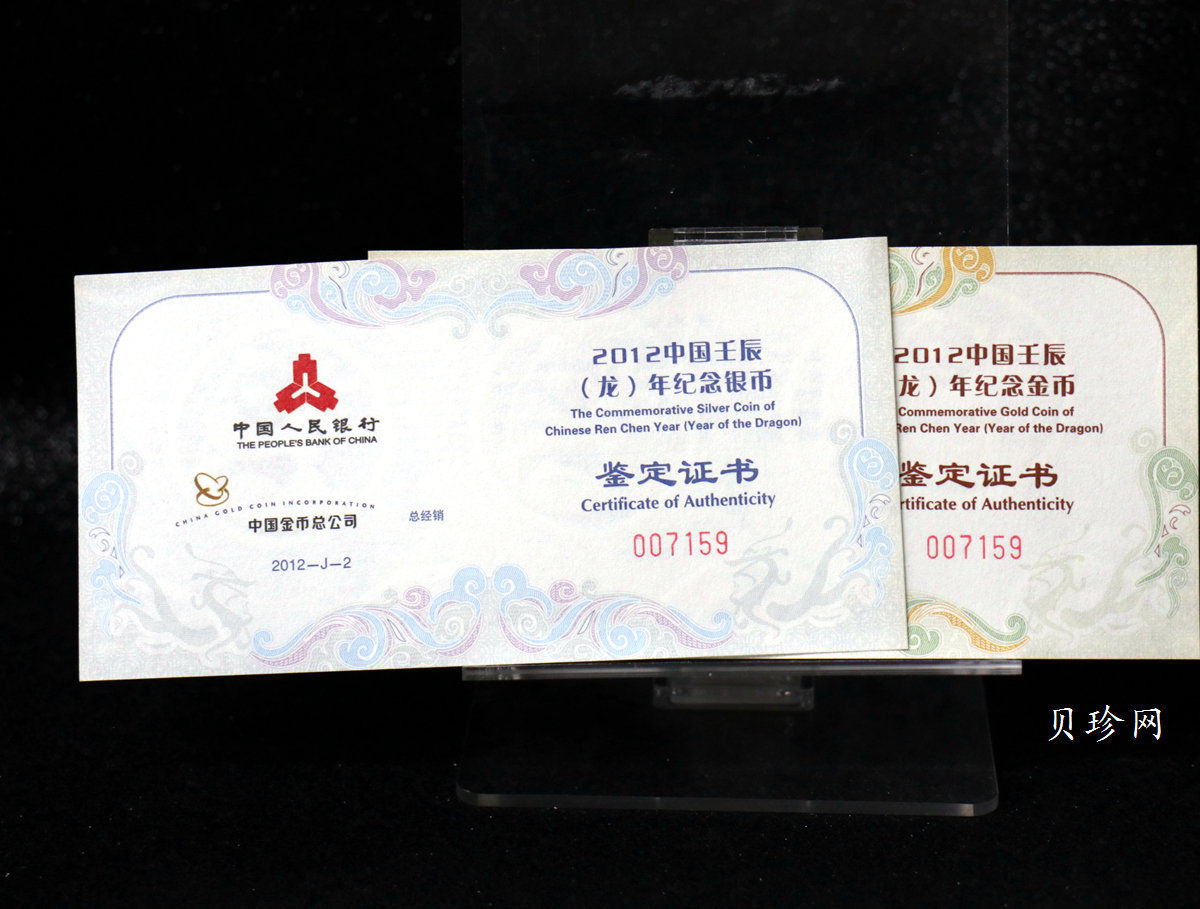 中国人民银行
THE PEOPLE'S BANK OF CHINA
CHINA GOLD COIN INCORPORATION
中国金币总公司
总经销
2012—J—2
2012中国壬辰
（龙）年纪念银币
The Commemorative Silver Coin of
Chinese Ren Chen Year (Year of the Dragon)
鉴定证书
Certificate of Authenticity
007159
2012中国壬辰
龙）年纪念金币
Commemorative Gold Coin of
Ren Chen Year (Year of the Dragon)
鉴定证书
rtificate of Authenticity
007159
贝珍网